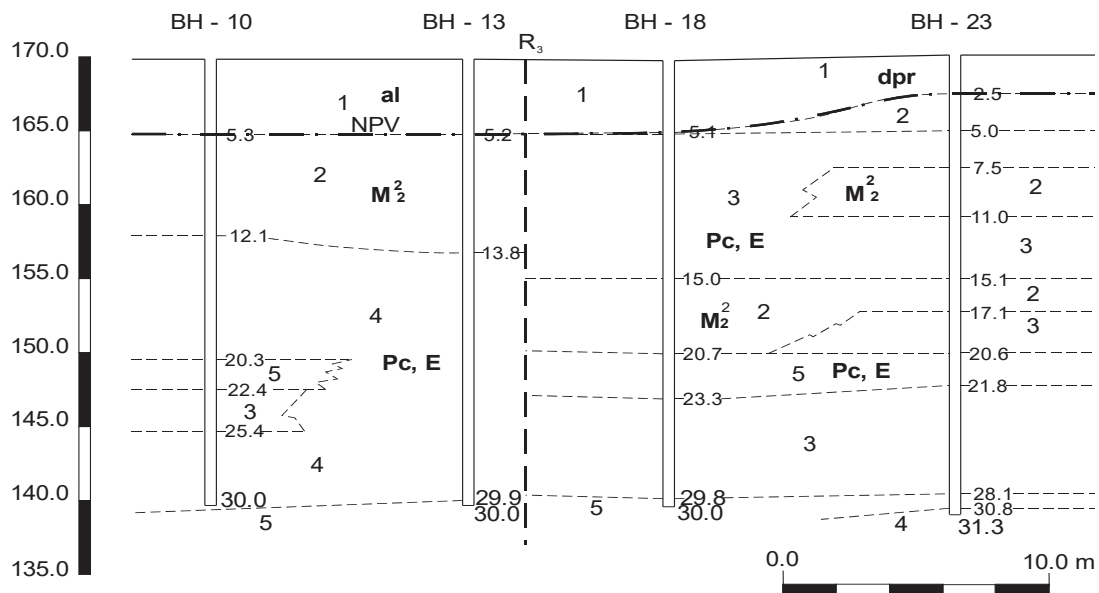 BH - 10 BH - 13 BH - 18 BH - 23
R3
170.0
1 al 1 1 dpr
NPV 2.5
2
165.0 5.3 5.2 5.1 5.0
7.5
2 M₂² 3 M₂² 2
160.0
11.0
12.1 Pc, E 3
13.8
155.0 15.0 15.1
4 M₂² 2 2
17.1
3
150.0 20.3 Pc, E 20.7 20.6
5 5 Pc, E
22.4 23.3 21.8
3
145.0 25.4 3
4
140.0 30.0 29.9 29.8 28.1
30.0 5 30.0 30.8
5 4 31.3
135.0
0.0 10.0 m